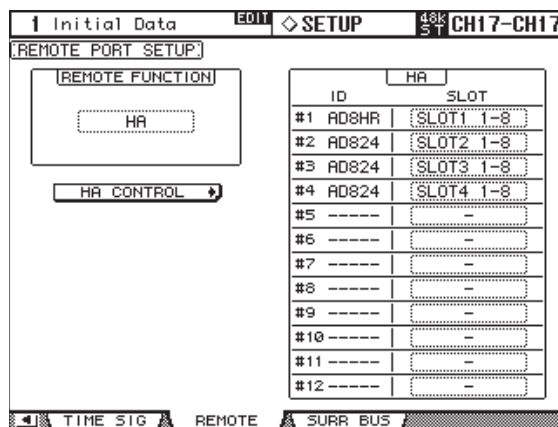 1 Initial Data EDIT ◇SETUP 48K ST CH17-CH17
REMOTE PORT SETUP
REMOTE FUNCTION
HA
HA CONTROL
HA
ID SLOT
#1 AD8HR SLOT1 1-8
#2 AD824 SLOT2 1-8
#3 AD824 SLOT3 1-8
#4 AD824 SLOT4 1-8
#5 ----- -
#6 ----- -
#7 ----- -
#8 ----- -
#9 ----- -
#10 ----- -
#11 ----- -
#12 ----- -
TIME SIG REMOTE SURR BUS